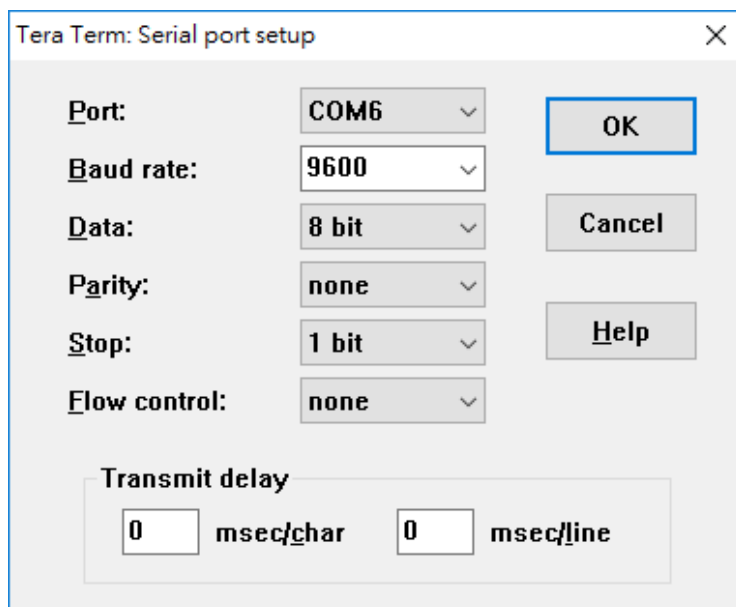 Tera Term: Serial port setup
Port: COM6 OK
Baud rate: 9600
Data: 8 bit Cancel
Parity: none
Stop: 1 bit Help
Flow control: none
Transmit delay
0 msec/char 0 msec/line